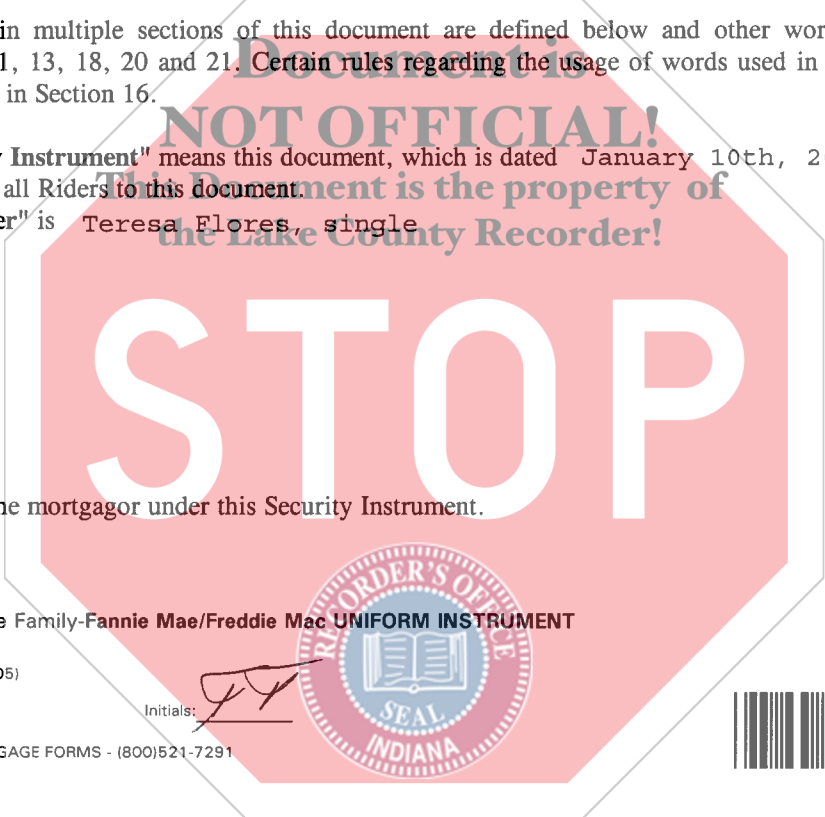 in multiple sections of this document are defined below and other wor
1, 13, 18, 20 and 21. Certain rules regarding the usage of words used in
in Section 16.
Document is
NOT OFFICIAL!
This Document is the property of
the Lake County Recorder!
Instrument" means this document, which is dated January 10th, 2
all Riders to this document.
er" is Teresa Flores, single
STOP
he mortgagor under this Security Instrument.
e Family-Fannie Mae/Freddie Mac UNIFORM INSTRUMENT
05)
Initials:
GAGE FORMS - (800)521-7291
RECORDER'S OFFICE
SEAL
INDIANA